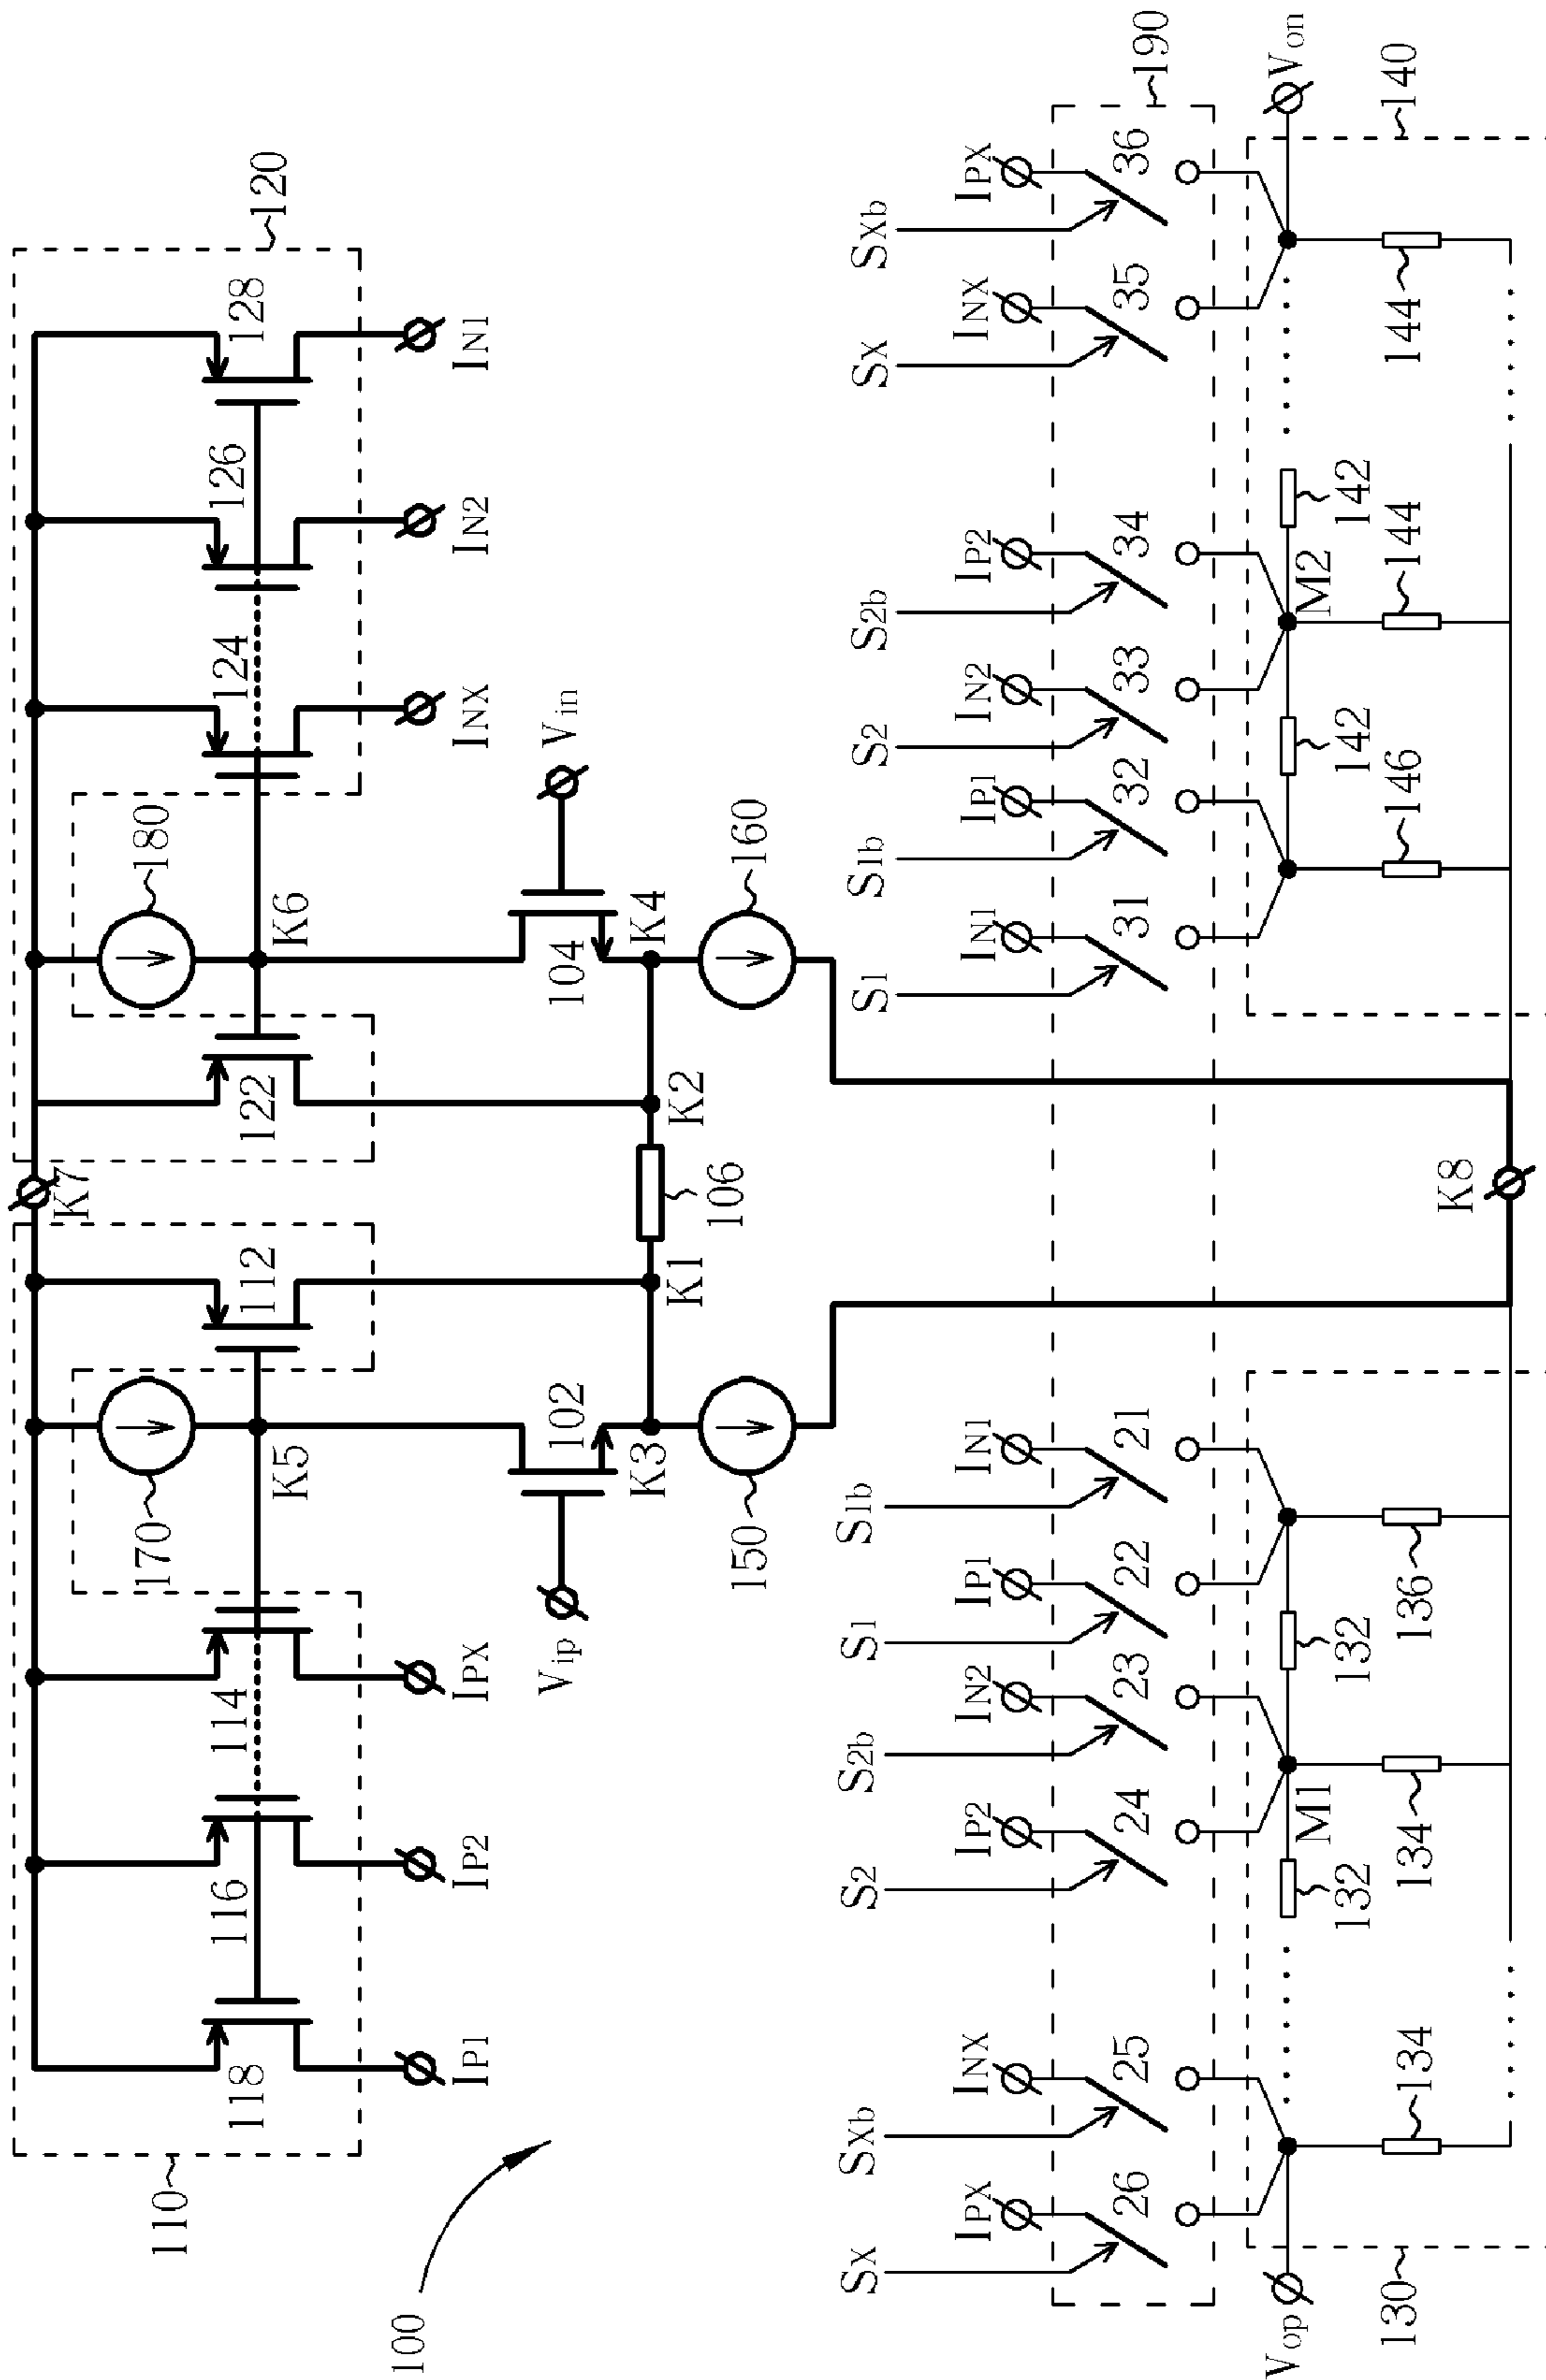 110
120
K7
118
116
114
170
112
122
180
124
126
128
K5
K6
IP1
IP2
IPX
INX
IN2
IN1
Vip
102
104
Vin
K3
K1
K2
K4
106
150
160
100
SX
SXb
S2
S2b
S1
S1b
S1
S1b
S2
S2b
SX
SXb
IPX
INX
IP2
IN2
IP1
IN1
IN1
IP1
IN2
IP2
INX
IPX
190
26
25
24
23
22
21
31
32
33
34
35
36
Vop
M1
M2
Von
132
132
142
142
130
134
134
136
146
144
144
140
K8